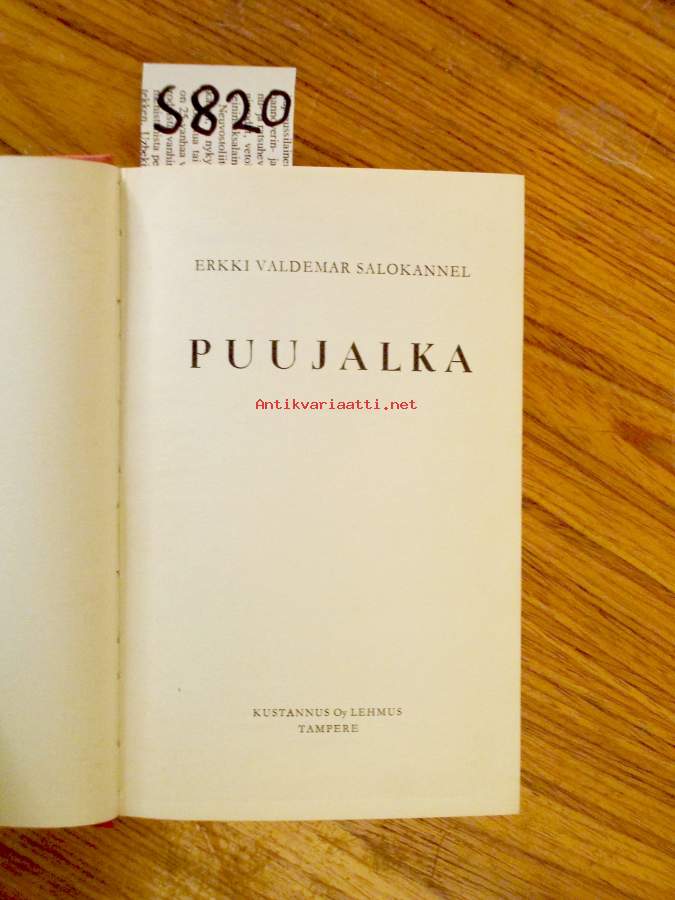 S820
ERKKI VALDEMAR SALOKANNEL
PUUJALKA
Antikvariaatti.net
KUSTANNUS Oy LEHMUS
TAMPERE